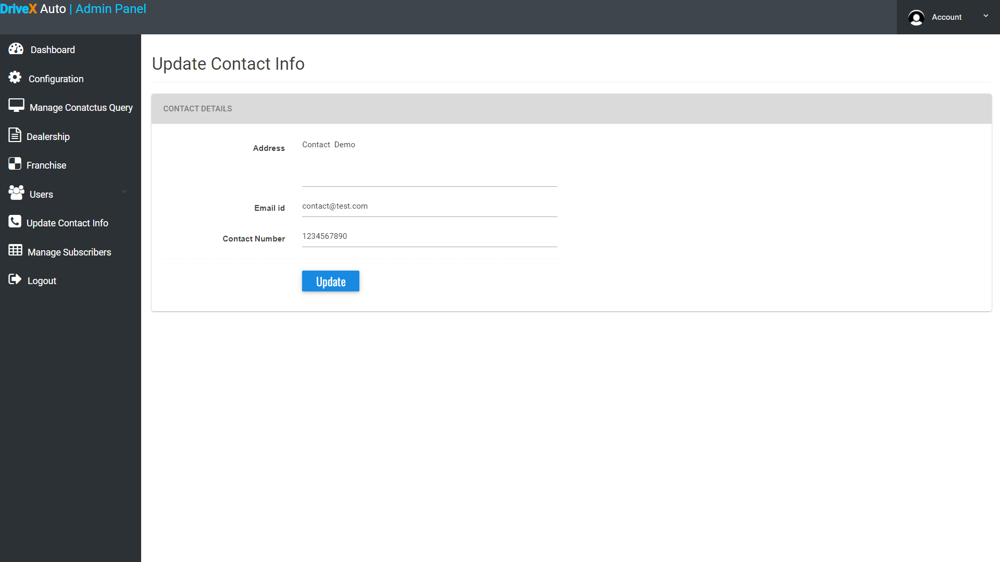 DriveX Auto | Admin Panel
Account
Dashboard
Configuration
Manage Conatctus Query
Dealership
Franchise
Users
Update Contact Info
Manage Subscribers
Logout
Update Contact Info
CONTACT DETAILS
Address
Contact  Demo
Email id
contact@test.com
Contact Number
1234567890
Update